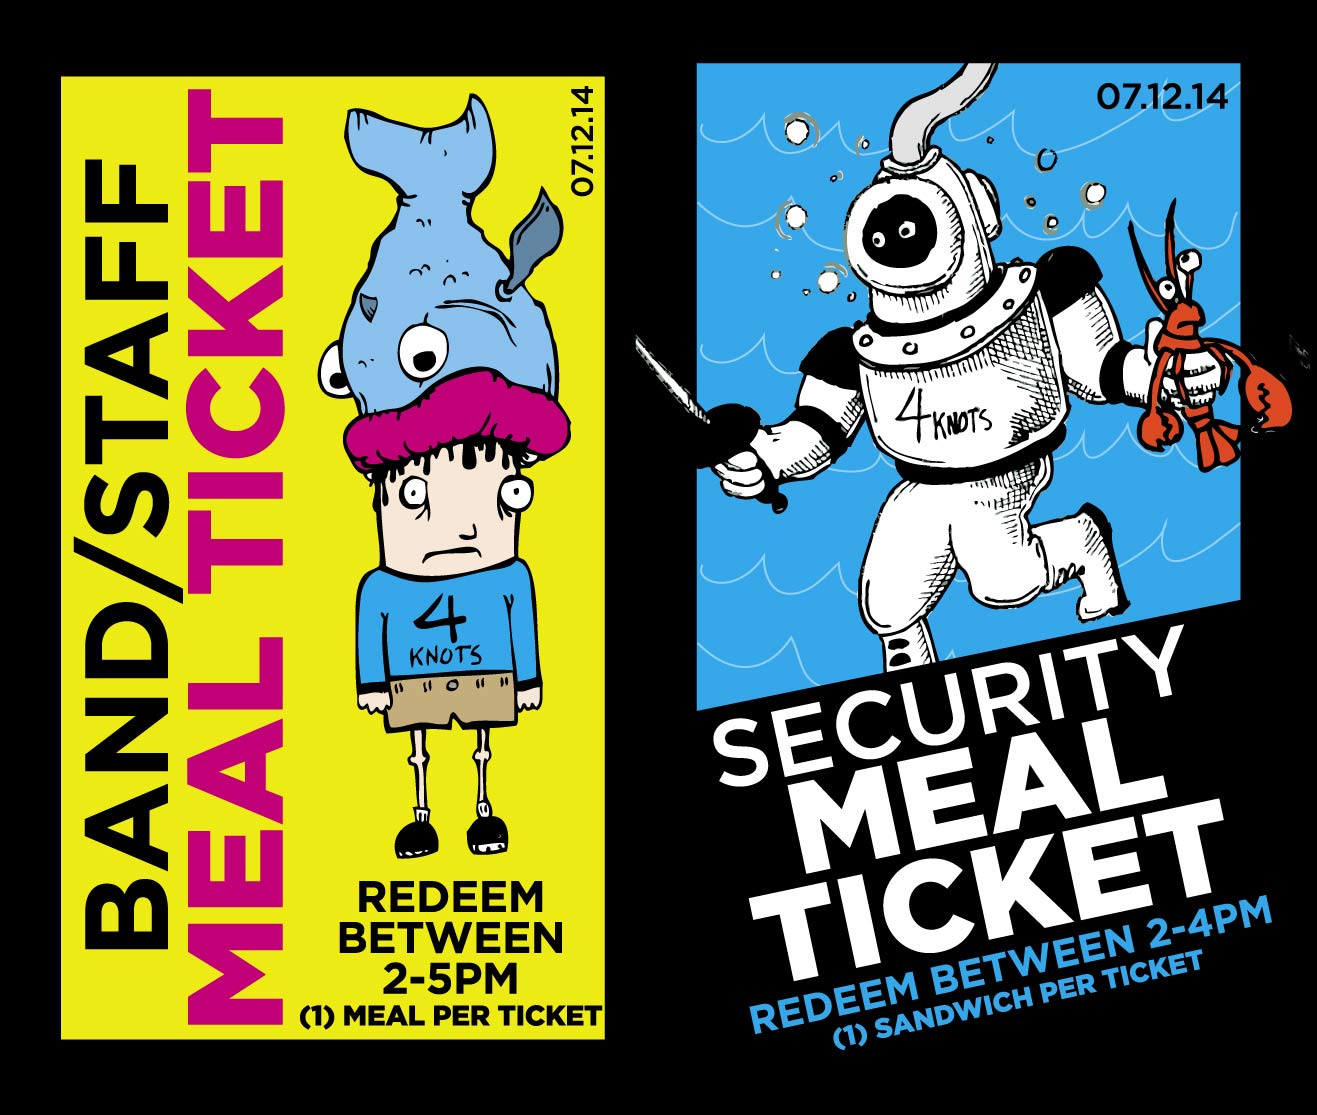 BAND/STAFF
MEAL TICKET
07.12.14
4
KNOTS
REDEEM
BETWEEN
2-5PM
(1) MEAL PER TICKET
07.12.14
4 KNOTS
SECURITY
MEAL
TICKET
REDEEM BETWEEN 2-4PM
(1) SANDWICH PER TICKET